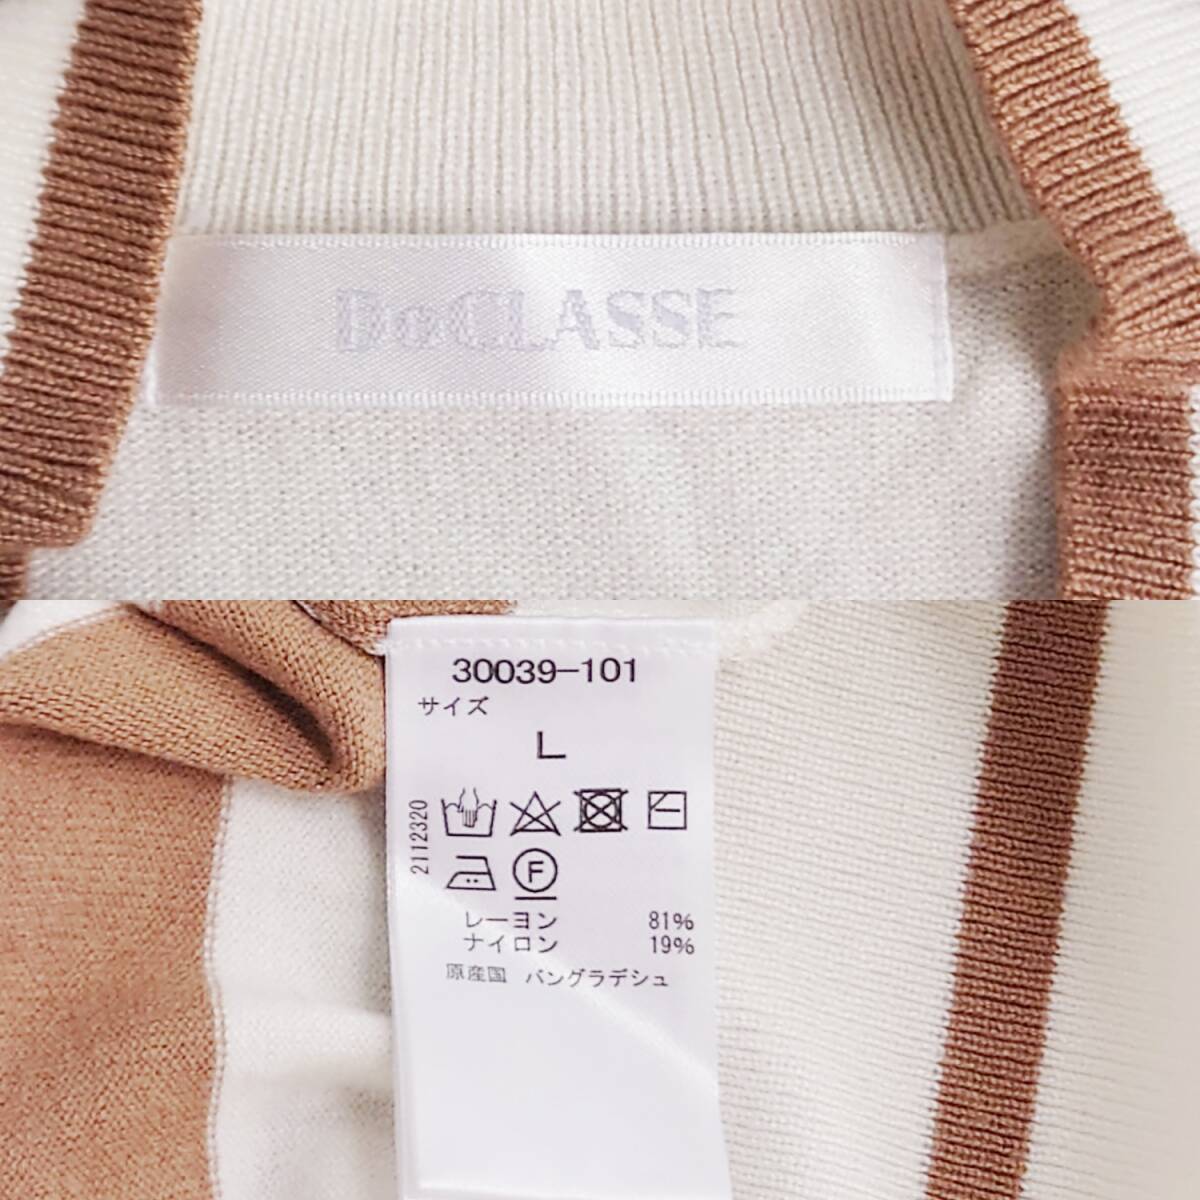 DoCLASSE
30039-101
サイズ
L
2112320
F
レーヨン 81%
ナイロン 19%
原産国 バングラデシュ